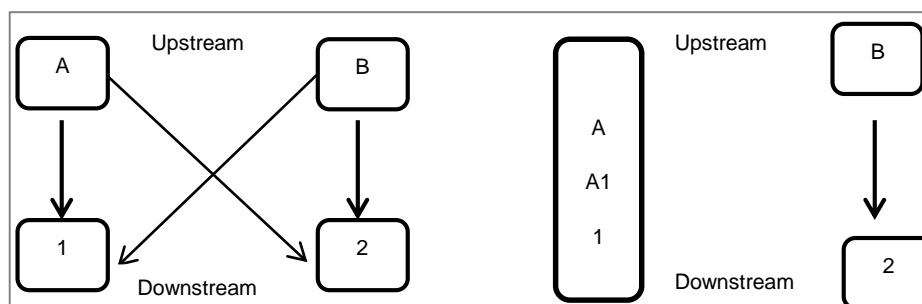 A Upstream B
1 2
Downstream
Upstream B
A
A1
1
Downstream 2